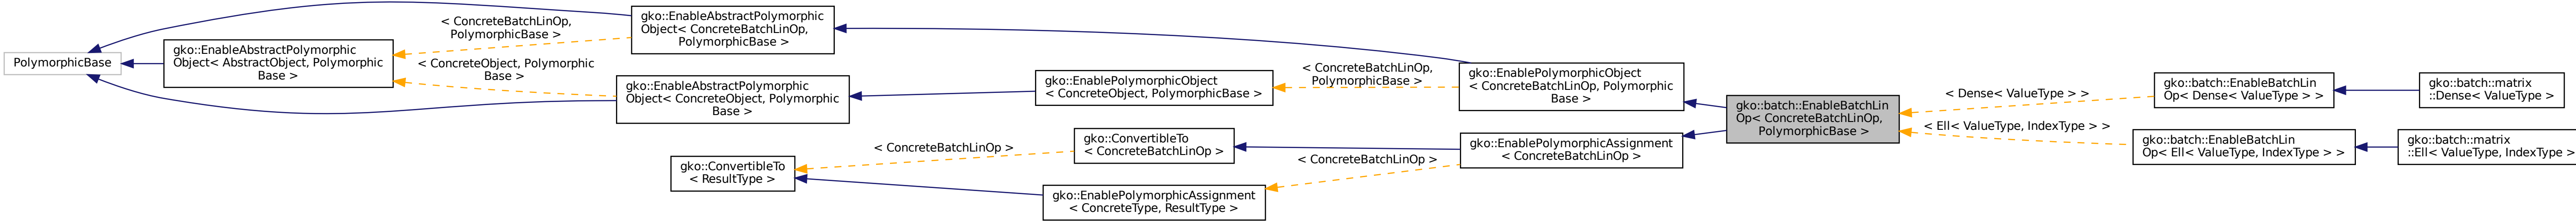 PolymorphicBase
gko::EnableAbstractPolymorphic
Object< AbstractObject, Polymorphic
Base >
< ConcreteBatchLinOp,
PolymorphicBase >
< ConcreteObject, Polymorphic
Base >
gko::EnableAbstractPolymorphic
Object< ConcreteBatchLinOp,
PolymorphicBase >
gko::EnableAbstractPolymorphic
Object< ConcreteObject, Polymorphic
Base >
gko::ConvertibleTo
< ResultType >
< ConcreteBatchLinOp >
gko::EnablePolymorphicObject
< ConcreteObject, PolymorphicBase >
gko::ConvertibleTo
< ConcreteBatchLinOp >
gko::EnablePolymorphicAssignment
< ConcreteType, ResultType >
< ConcreteBatchLinOp,
PolymorphicBase >
< ConcreteBatchLinOp >
gko::EnablePolymorphicObject
< ConcreteBatchLinOp, Polymorphic
Base >
gko::EnablePolymorphicAssignment
< ConcreteBatchLinOp >
gko::batch::EnableBatchLin
Op< ConcreteBatchLinOp,
PolymorphicBase >
< Dense< ValueType > >
< Ell< ValueType, IndexType > >
gko::batch::EnableBatchLin
Op< Dense< ValueType > >
gko::batch::EnableBatchLin
Op< Ell< ValueType, IndexType > >
gko::batch::matrix
::Dense< ValueType >
gko::batch::matrix
::Ell< ValueType, IndexType >